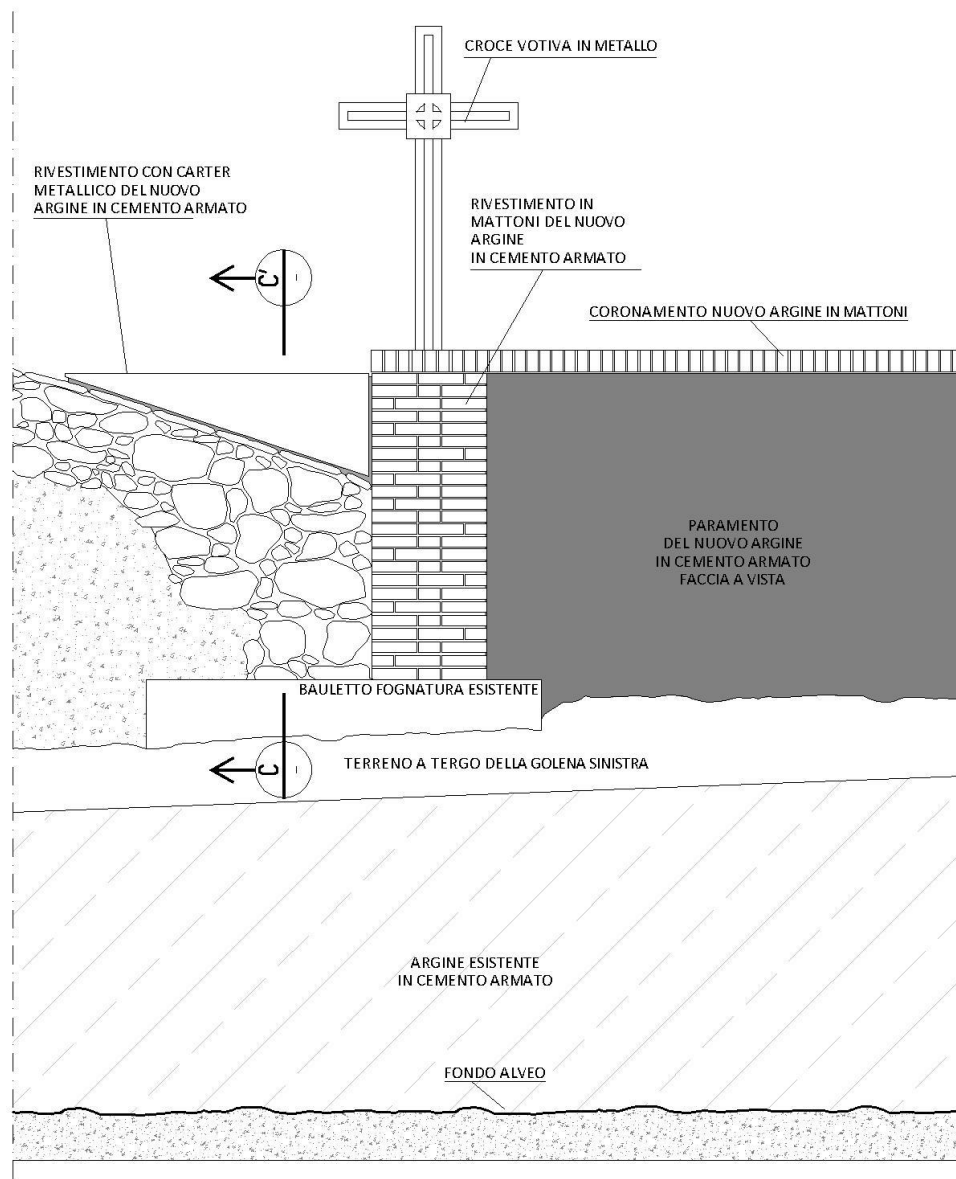 CROCE VOTIVA IN METALLO
RIVESTIMENTO CON CARTER
METALLICO DEL NUOVO
ARGINE IN CEMENTO ARMATO
RIVESTIMENTO IN
MATTONI DEL NUOVO
ARGINE
IN CEMENTO ARMATO
C'
CORONAMENTO NUOVO ARGINE IN MATTONI
PARAMENTO
DEL NUOVO ARGINE
IN CEMENTO ARMATO
FACCIA A VISTA
BAULETTO FOGNATURA ESISTENTE
C
TERRENO A TERGO DELLA GOLENA SINISTRA
ARGINE ESISTENTE
IN CEMENTO ARMATO
FONDO ALVEO